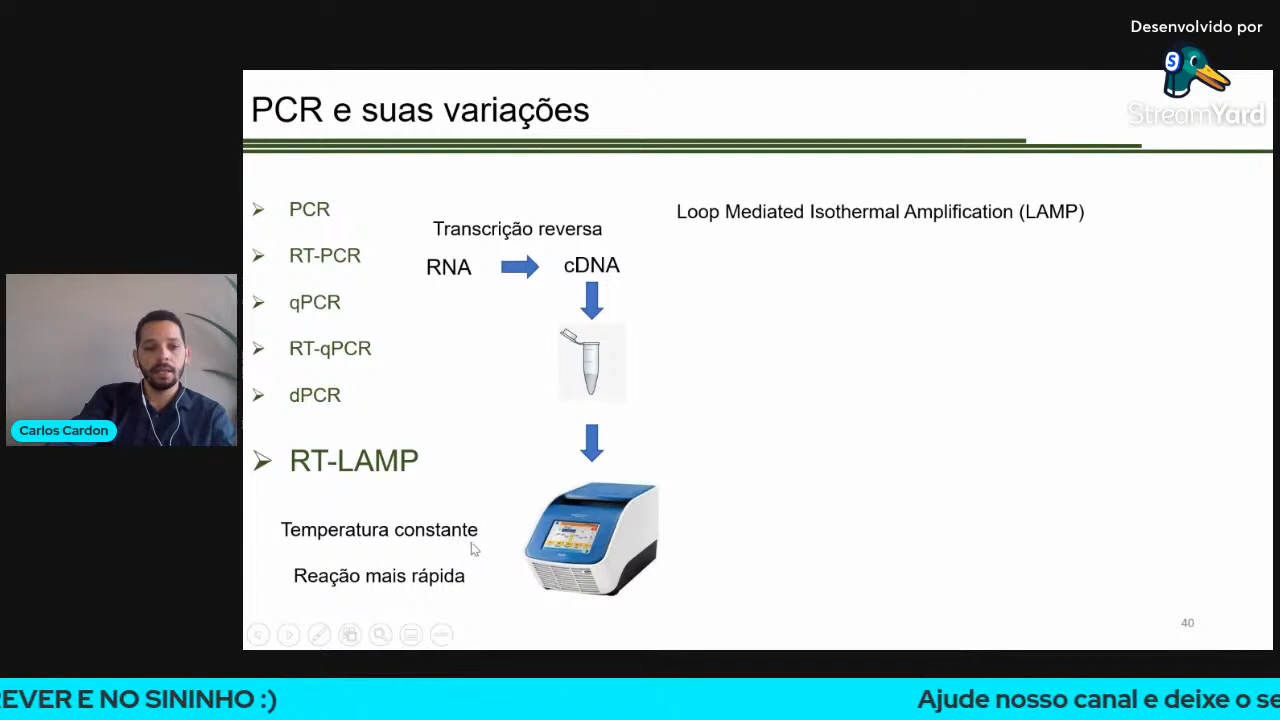 Desenvolvido por
StreamYard
PCR e suas variações
PCR
RT-PCR
qPCR
RT-qPCR
dPCR
RT-LAMP
Temperatura constante
Reação mais rápida
Transcrição reversa
RNA
cDNA
Loop Mediated Isothermal Amplification (LAMP)
40
Carlos Cardon
REVER E NO SININHO :)
Ajude nosso canal e deixe o se